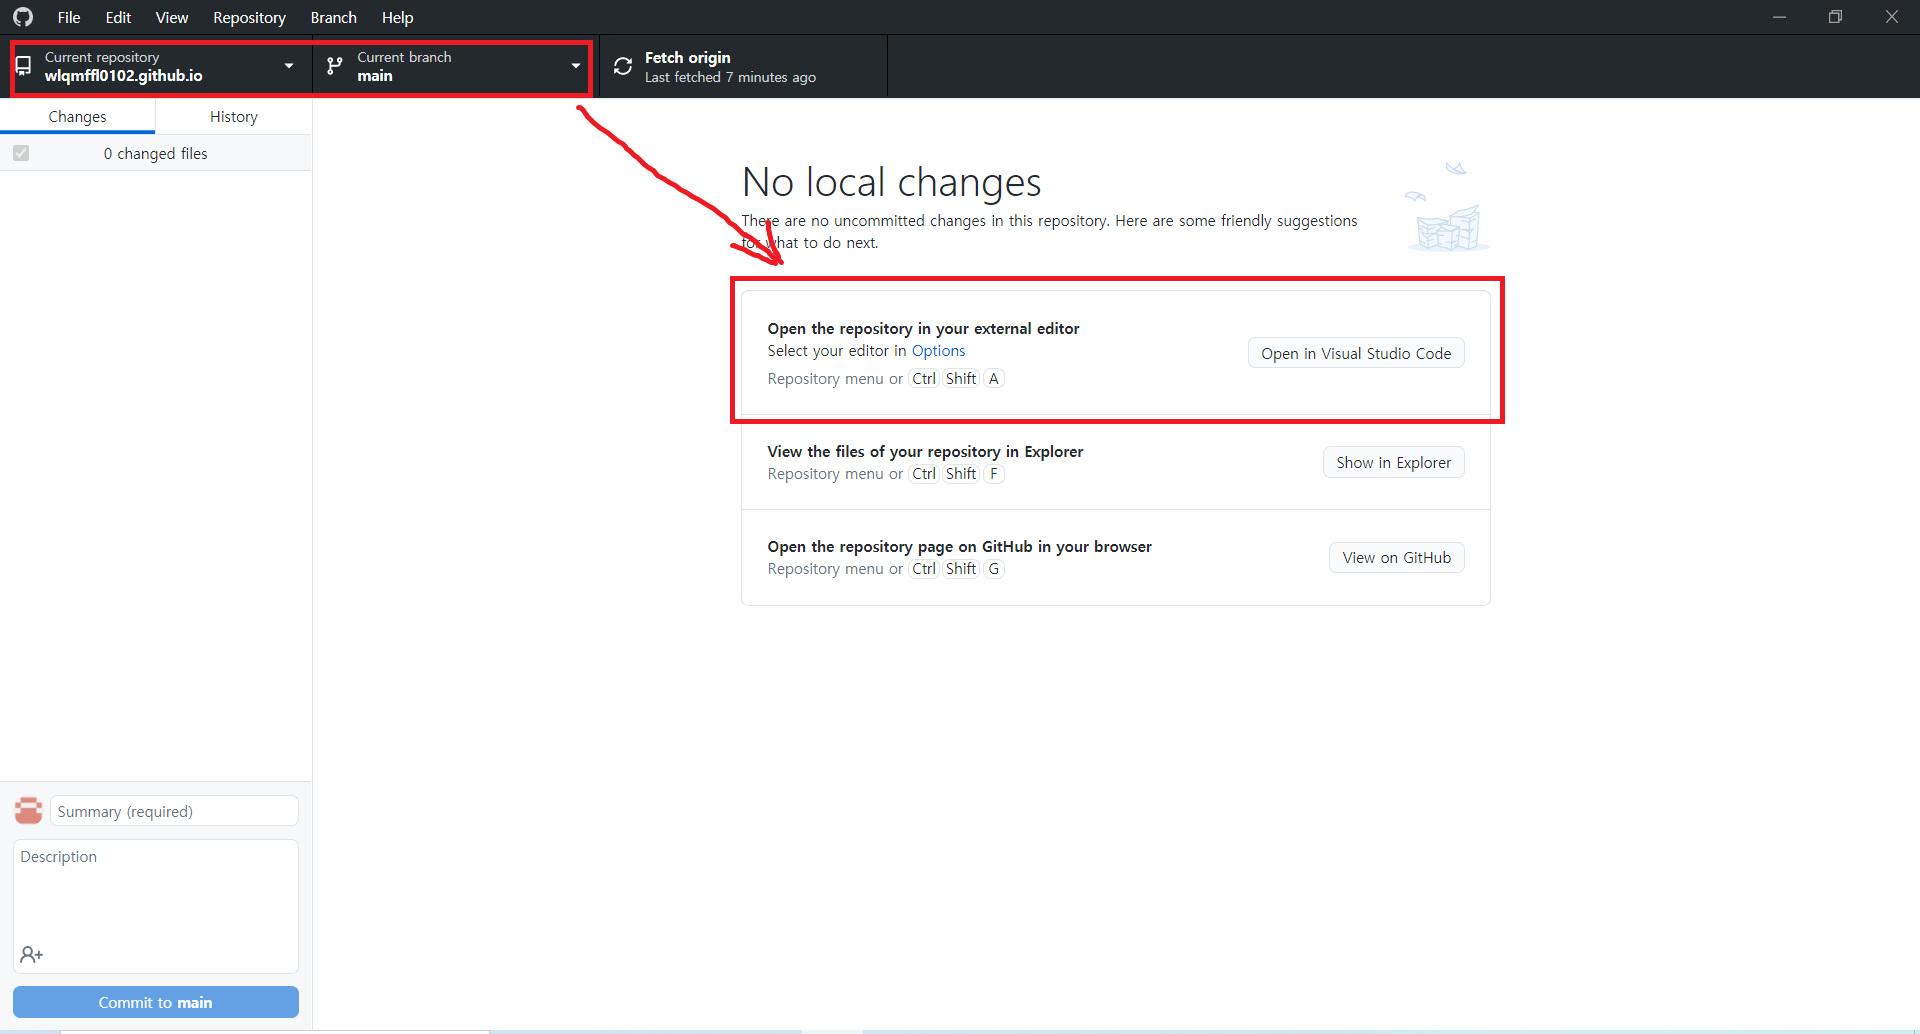 File Edit View Repository Branch Help
Current repository
wlqmffl0102.github.io
Current branch
main
Fetch origin
Last fetched 7 minutes ago
Changes History
0 changed files
No local changes
There are no uncommitted changes in this repository. Here are some friendly suggestions
for what to do next.
Open the repository in your external editor
Select your editor in Options
Repository menu or Ctrl Shift A
Open in Visual Studio Code
View the files of your repository in Explorer
Repository menu or Ctrl Shift F
Show in Explorer
Open the repository page on GitHub in your browser
Repository menu or Ctrl Shift G
View on GitHub
Summary (required)
Description
Commit to main